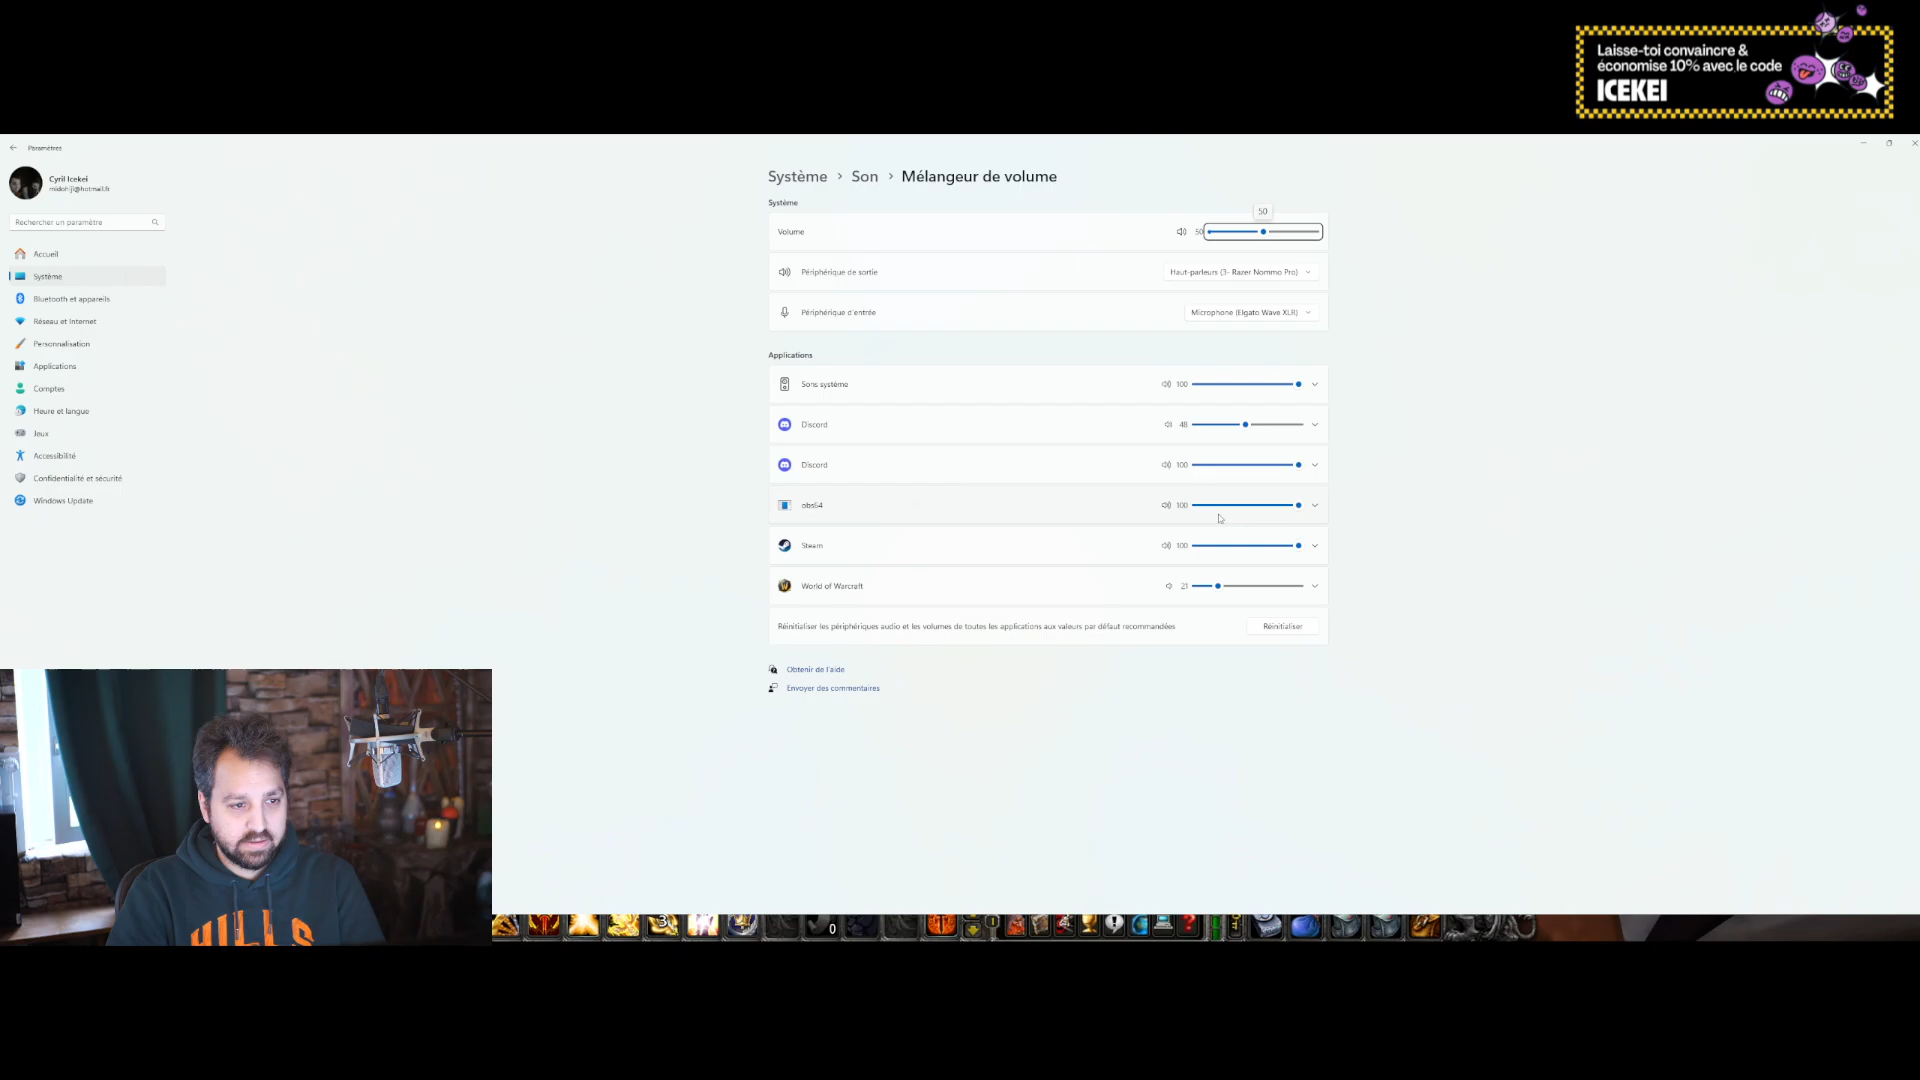 Laisse-toi convaincre &
économise 10% avec le code
ICEKEI
Paramètres
Cyril Icekei
midohijl@hotmail.fr
Rechercher un paramètre
Accueil
Système
Bluetooth et appareils
Réseau et Internet
Personnalisation
Applications
Comptes
Heure et langue
Jeux
Accessibilité
Confidentialité et sécurité
Windows Update
Système > Son > Mélangeur de volume
Système
50
Volume 50
Périphérique de sortie Haut-parleurs (3- Razer Nommo Pro)
Périphérique d'entrée Microphone (Elgato Wave XLR)
Applications
Sons système 100
Discord 48
Discord 100
obs64 100
Steam 100
World of Warcraft 21
Réinitialiser les périphériques audio et les volumes de toutes les applications aux valeurs par défaut recommandées Réinitialiser
Obtenir de l'aide
Envoyer des commentaires
HILLS
3 0